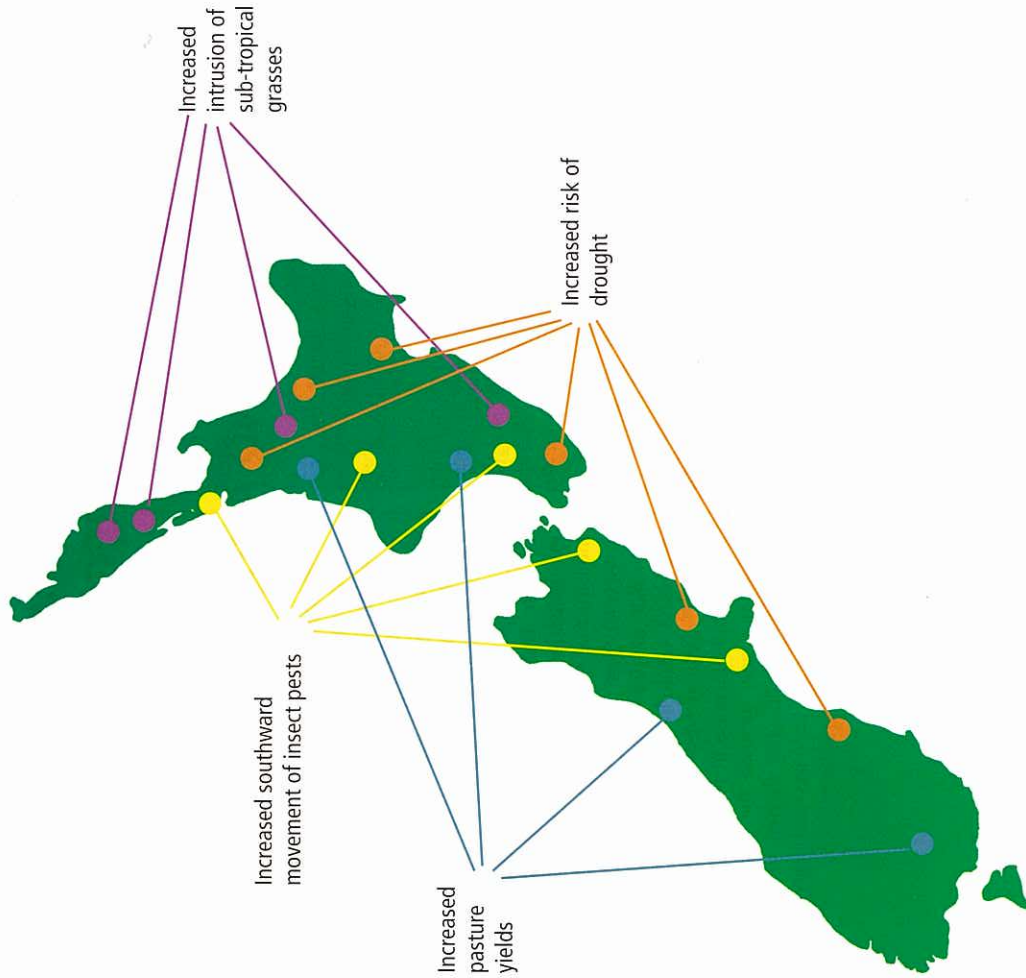 Increased
intrusion of
sub-tropical
grasses
Increased risk of
drought
Increased southward
movement of insect pests
Increased
pasture
yields